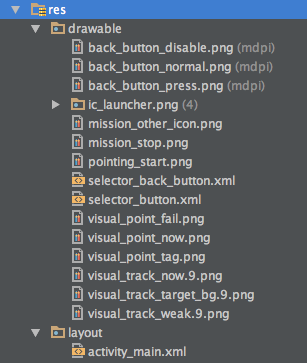 res
drawable
back_button_disable.png (mdpi)
back_button_normal.png (mdpi)
back_button_press.png (mdpi)
ic_launcher.png (4)
mission_other_icon.png
mission_stop.png
pointing_start.png
selector_back_button.xml
selector_button.xml
visual_point_fail.png
visual_point_now.png
visual_point_tag.png
visual_track_now.9.png
visual_track_target_bg.9.png
visual_track_weak.9.png
layout
activity_main.xml